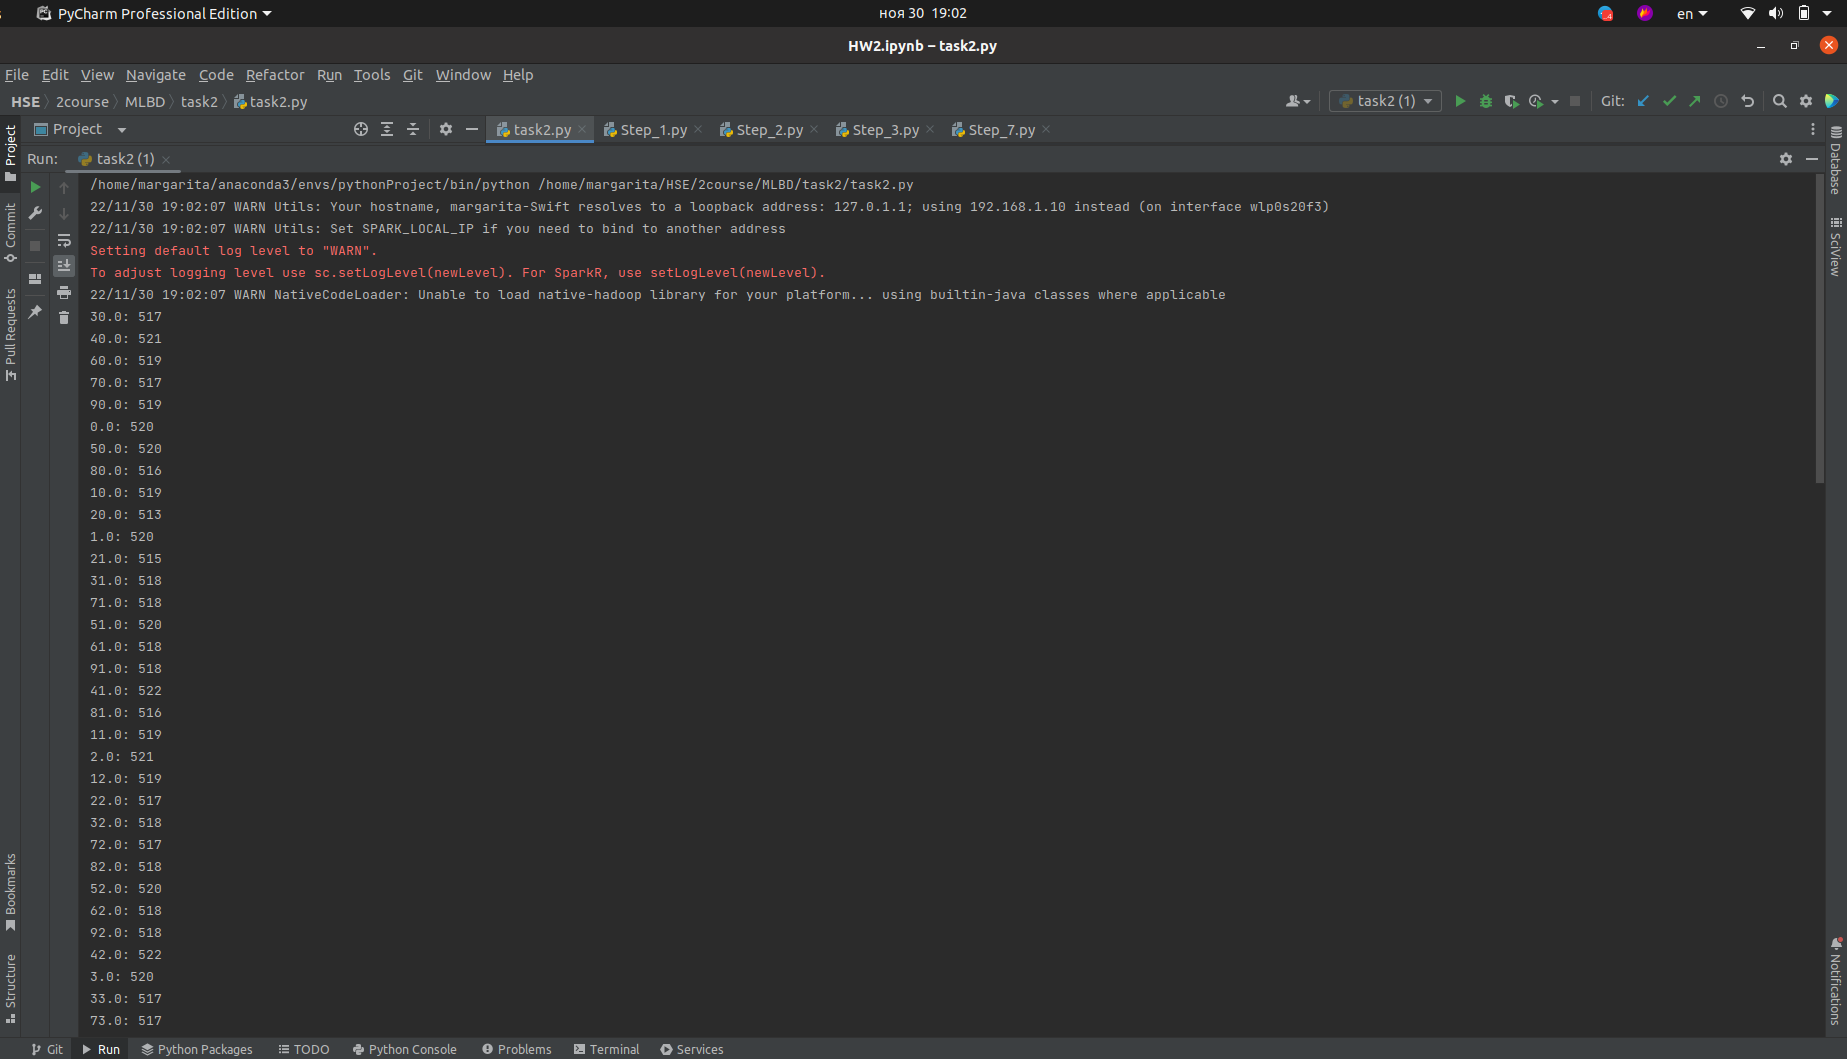 PyCharm Professional Edition
ноя 30 19:02
en
HW2.ipynb – task2.py
File Edit View Navigate Code Refactor Run Tools Git Window Help
HSE 2course MLBD task2 task2.py
task2 (1)
Git:
Project
task2.py Step_1.py Step_2.py Step_3.py Step_7.py
Run: task2 (1)
/home/margarita/anaconda3/envs/pythonProject/bin/python /home/margarita/HSE/2course/MLBD/task2/task2.py
22/11/30 19:02:07 WARN Utils: Your hostname, margarita-Swift resolves to a loopback address: 127.0.1.1; using 192.168.1.10 instead (on interface wlp0s20f3)
22/11/30 19:02:07 WARN Utils: Set SPARK_LOCAL_IP if you need to bind to another address
Setting default log level to "WARN".
To adjust logging level use sc.setLogLevel(newLevel). For SparkR, use setLogLevel(newLevel).
22/11/30 19:02:07 WARN NativeCodeLoader: Unable to load native-hadoop library for your platform... using builtin-java classes where applicable
30.0: 517
40.0: 521
60.0: 519
70.0: 517
90.0: 519
0.0: 520
50.0: 520
80.0: 516
10.0: 519
20.0: 513
1.0: 520
21.0: 515
31.0: 518
71.0: 518
51.0: 520
61.0: 518
91.0: 518
41.0: 522
81.0: 516
11.0: 519
2.0: 521
12.0: 519
22.0: 517
32.0: 518
72.0: 517
82.0: 518
52.0: 520
62.0: 518
92.0: 518
42.0: 522
3.0: 520
33.0: 517
73.0: 517
Project
Commit
Pull Requests
Bookmarks
Structure
Database
SciView
Notifications
Git Run Python Packages TODO Python Console Problems Terminal Services